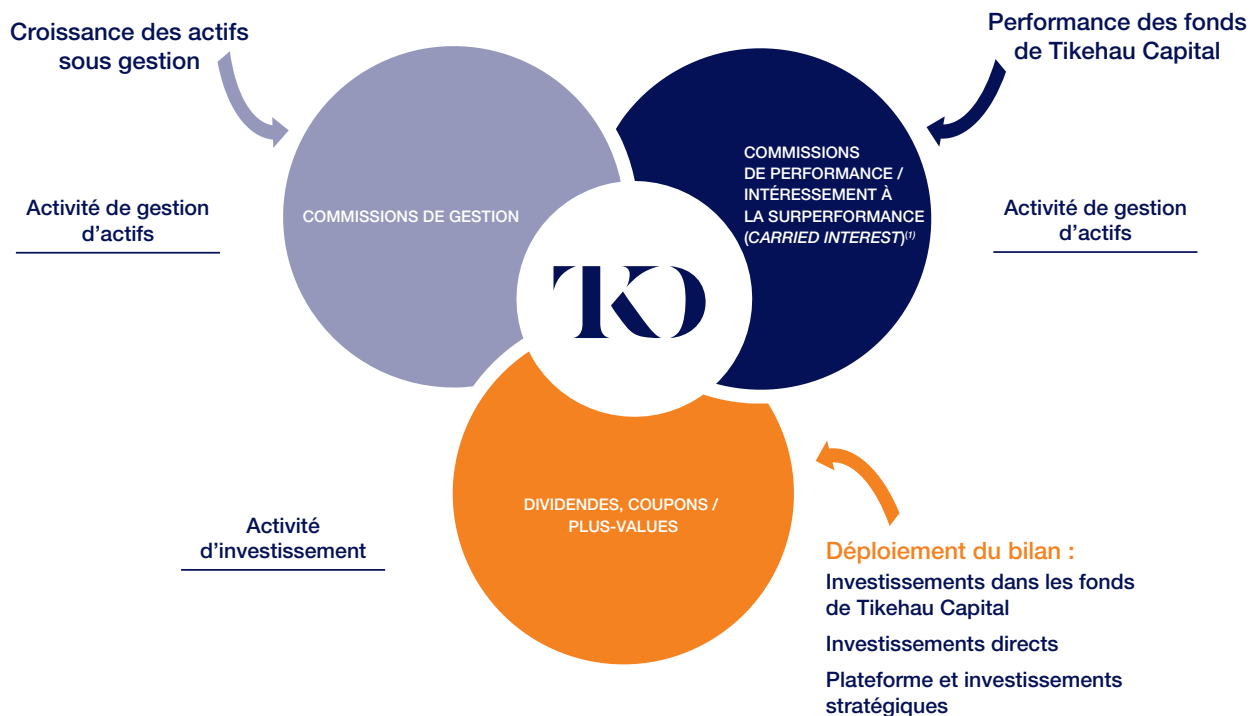 Croissance des actifs
sous gestion
Performance des fonds
de Tikehau Capital
Activité de gestion
d'actifs
COMMISSIONS DE GESTION
COMMISSIONS
DE PERFORMANCE /
INTÉRESSEMENT À
LA SURPERFORMANCE
(CARRIED INTEREST)(1)
Activité de gestion
d'actifs
TKO
DIVIDENDES, COUPONS /
PLUS-VALUES
Activité
d'investissement
Déploiement du bilan :
Investissements dans les fonds
de Tikehau Capital
Investissements directs
Plateforme et investissements
stratégiques